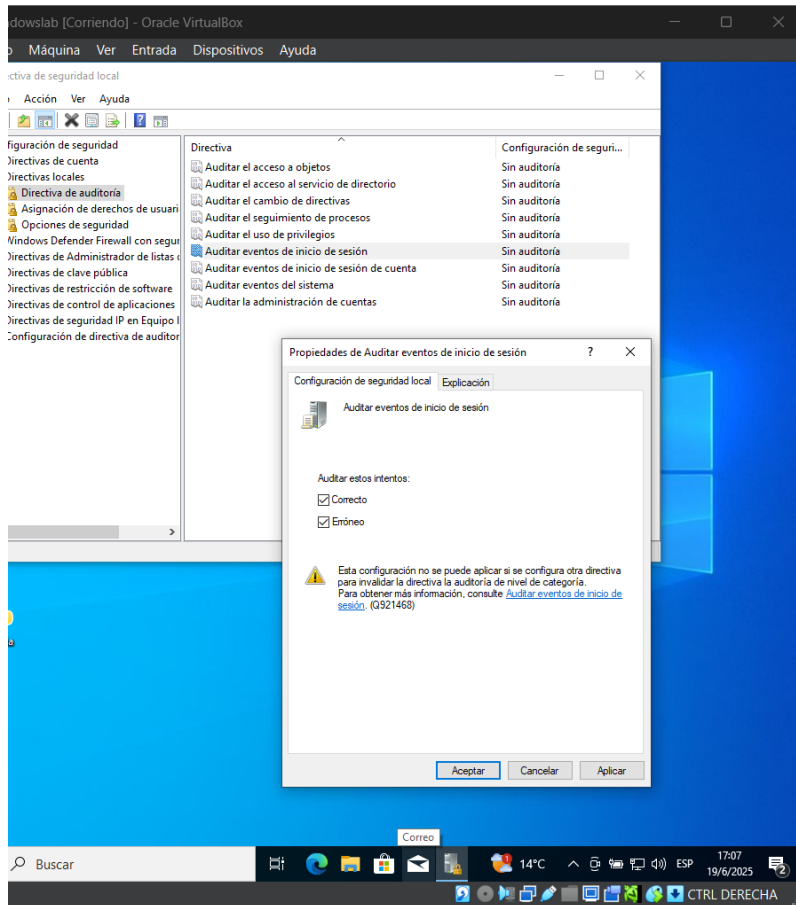 ndowslab [Corriendo] - Oracle VirtualBox
Máquina Ver Entrada Dispositivos Ayuda
ectiva de seguridad local
Acción Ver Ayuda
figuración de seguridad
Directivas de cuenta
Directivas locales
Directiva de auditoría
Asignación de derechos de usuari
Opciones de seguridad
Windows Defender Firewall con segur
Directivas de Administrador de listas
Directivas de clave pública
Directivas de restricción de software
Directivas de control de aplicaciones
Directivas de seguridad IP en Equipo l
Configuración de directiva de auditor
Directiva Configuración de seguri...
Auditar el acceso a objetos Sin auditoría
Auditar el acceso al servicio de directorio Sin auditoría
Auditar el cambio de directivas Sin auditoría
Auditar el seguimiento de procesos Sin auditoría
Auditar el uso de privilegios Sin auditoría
Auditar eventos de inicio de sesión Sin auditoría
Auditar eventos de inicio de sesión de cuenta Sin auditoría
Auditar eventos del sistema Sin auditoría
Auditar la administración de cuentas Sin auditoría
Propiedades de Auditar eventos de inicio de sesión ?
Configuración de seguridad local Explicación
Auditar eventos de inicio de sesión
Auditar estos intentos:
Correcto
Erróneo
Esta configuración no se puede aplicar si se configura otra directiva
para invalidar la directiva la auditoría de nivel de categoría.
Para obtener más información, consulte Auditar eventos de inicio de
sesión. (Q921468)
Aceptar Cancelar Aplicar
Correo
Buscar
14°C
ESP
17:07
19/6/2025
2
CTRL DERECHA